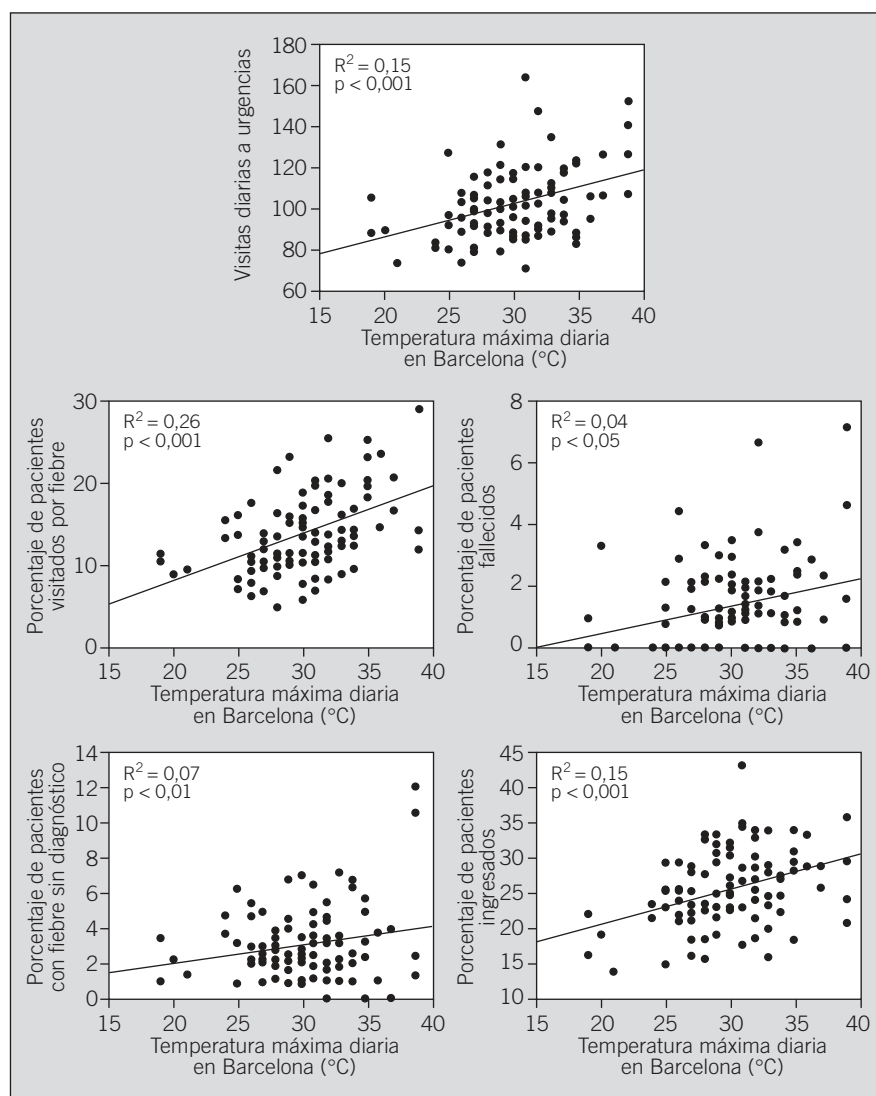 180
160
140
120
100
80
60
Visitas diarias a urgencias
R² = 0,15
p < 0,001
15 20 25 30 35 40
Temperatura máxima diaria
en Barcelona (°C)
30
20
10
0
Porcentaje de pacientes
visitados por fiebre
R² = 0,26
p < 0,001
15 20 25 30 35 40
Temperatura máxima diaria
en Barcelona (°C)
8
6
4
2
0
Porcentaje de pacientes
fallecidos
R² = 0,04
p < 0,05
15 20 25 30 35 40
Temperatura máxima diaria
en Barcelona (°C)
14
12
10
8
6
4
2
0
Porcentaje de pacientes
con fiebre sin diagnóstico
R² = 0,07
p < 0,01
15 20 25 30 35 40
Temperatura máxima diaria
en Barcelona (°C)
45
40
35
30
25
20
15
10
Porcentaje de pacientes
ingresados
R² = 0,15
p < 0,001
15 20 25 30 35 40
Temperatura máxima diaria
en Barcelona (°C)